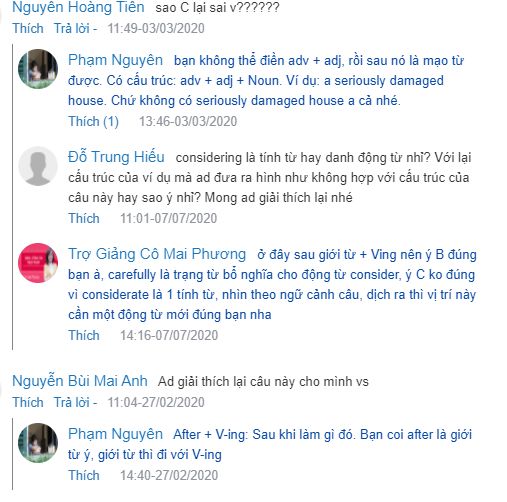 Nguyễn Hoàng Tiên sao C lại sai v??????
Thích Trả lời - 11:49-03/03/2020
Phạm Nguyên bạn không thể điền adv + adj, rồi sau nó là mạo từ
được. Có cấu trúc: adv + adj + Noun. Ví dụ: a seriously damaged
house. Chứ không có seriously damaged house a cả nhé.
Thích (1) 13:46-03/03/2020
Đỗ Trung Hiếu considering là tính từ hay danh động từ nhỉ? Với lại
cấu trúc của ví dụ mà ad đưa ra hình như không hợp với cấu trúc của
câu này hay sao ý nhỉ? Mong ad giải thích lại nhé
Thích 11:01-07/07/2020
Trợ Giảng Cô Mai Phương ở đây sau giới từ + Ving nên ý B đúng
bạn à, carefully là trạng từ bổ nghĩa cho động từ consider, ý C ko đúng
vì considerate là 1 tính từ, nhìn theo ngữ cảnh câu, dịch ra thì vị trí này
cần một động từ mới đúng bạn nha
Thích 14:16-07/07/2020
Nguyễn Bùi Mai Anh Ad giải thích lại câu này cho mình vs
Thích Trả lời - 11:04-27/02/2020
Phạm Nguyên After + V-ing: Sau khi làm gì đó. Bạn coi after là giới
từ ý, giới từ thì đi với V-ing
Thích 14:40-27/02/2020